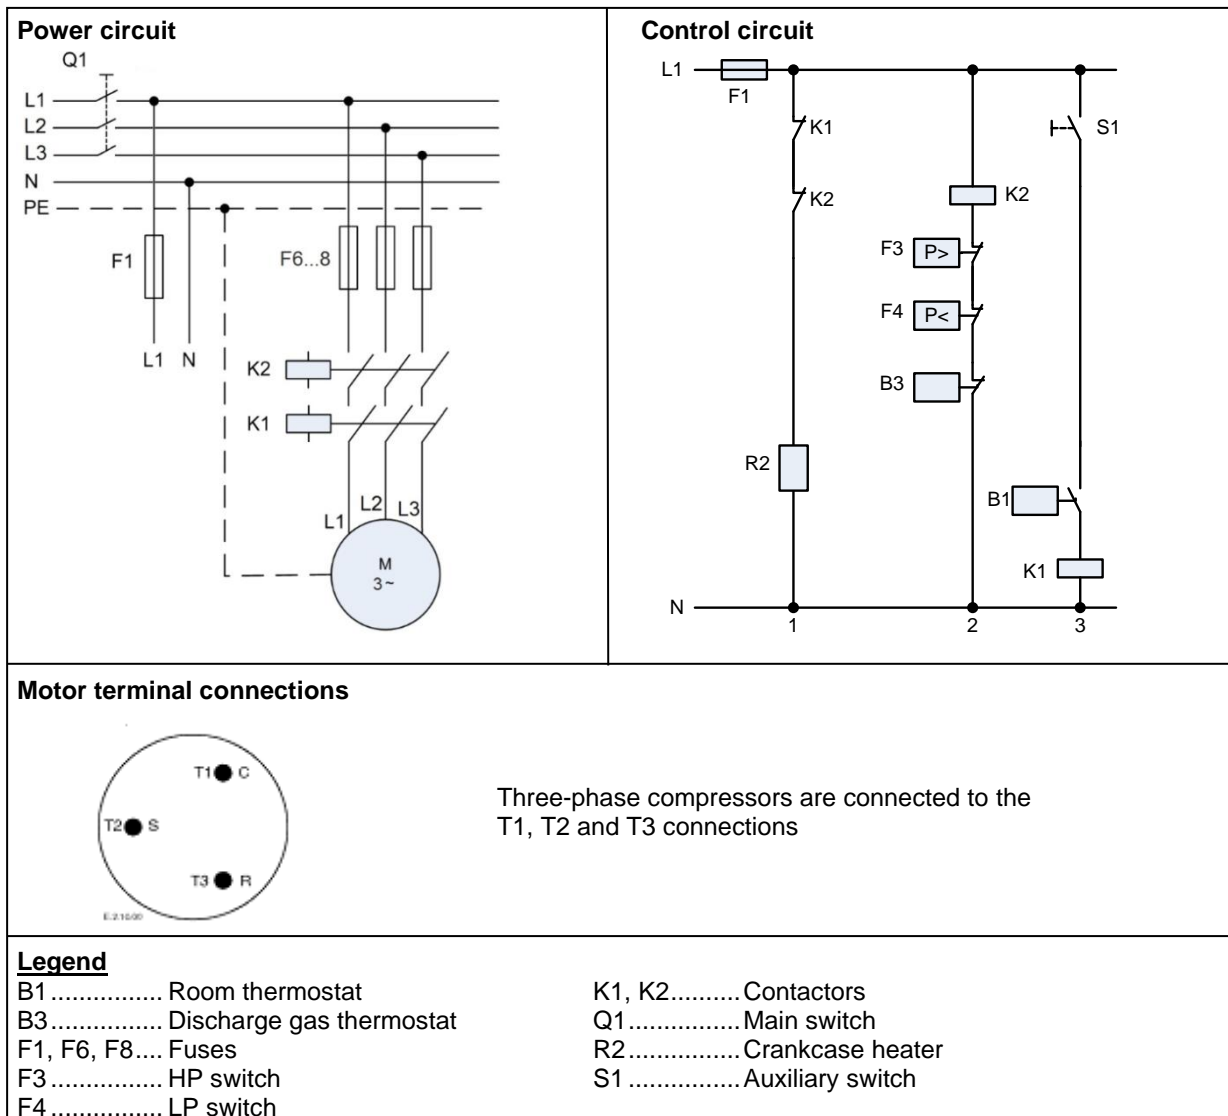 Power circuit
Q1
L1
L2
L3
N
PE
F1
F6...8
L1 N
K2
K1
L1 L2 L3
M
3~
Control circuit
L1
F1
K1
S1
K2
K2
F3 P>
F4 P<
B3
R2
B1
K1
N
1 2 3
Motor terminal connections
T1 C
T2 S
T3 R
Three-phase compressors are connected to the
T1, T2 and T3 connections
Legend
B1................ Room thermostat
B3................ Discharge gas thermostat
F1, F6, F8.... Fuses
F3................ HP switch
F4................ LP switch
K1, K2..........Contactors
Q1................Main switch
R2................Crankcase heater
S1................Auxiliary switch